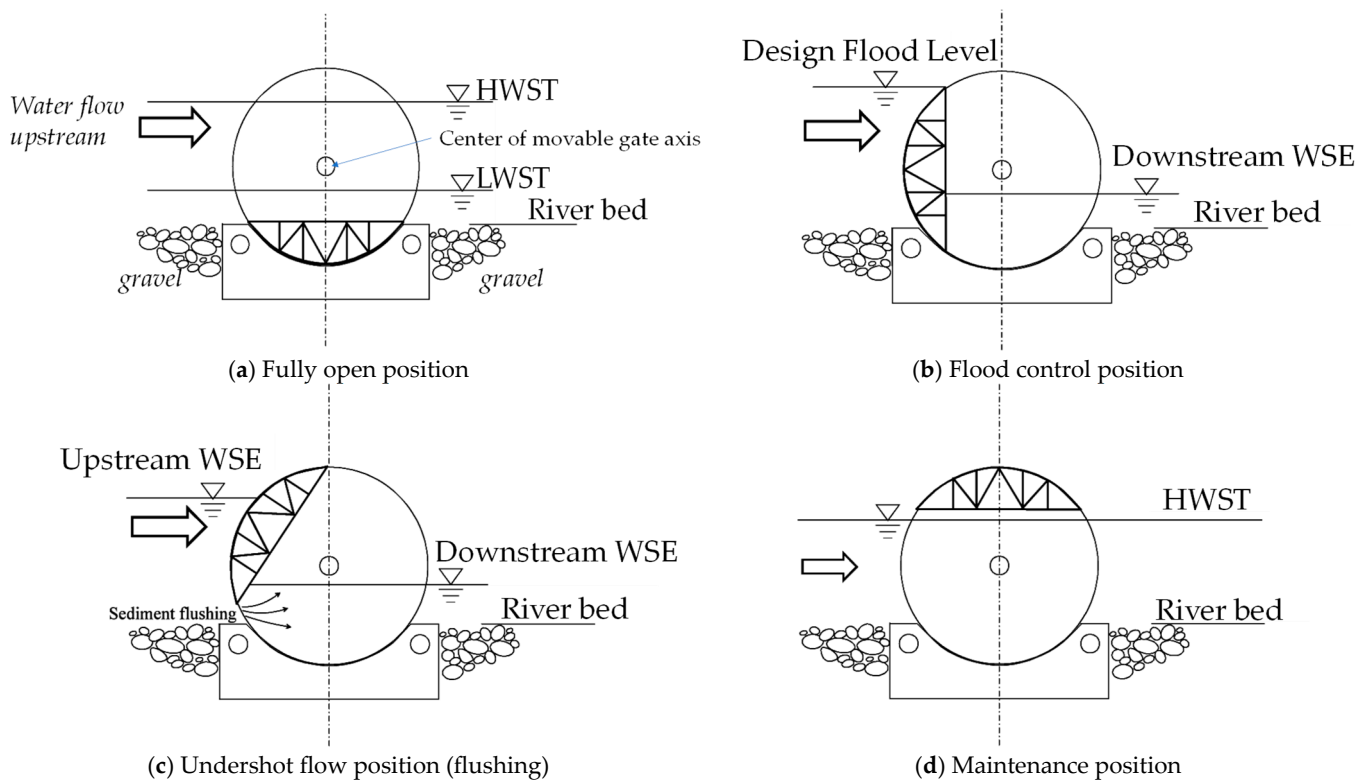 HWST
Water flow
upstream
Center of movable gate axis
LWST
River bed
gravel
gravel
(a) Fully open position
Design Flood Level
Downstream WSE
River bed
(b) Flood control position
Upstream WSE
Downstream WSE
Sediment flushing
River bed
(c) Undershot flow position (flushing)
HWST
River bed
(d) Maintenance position